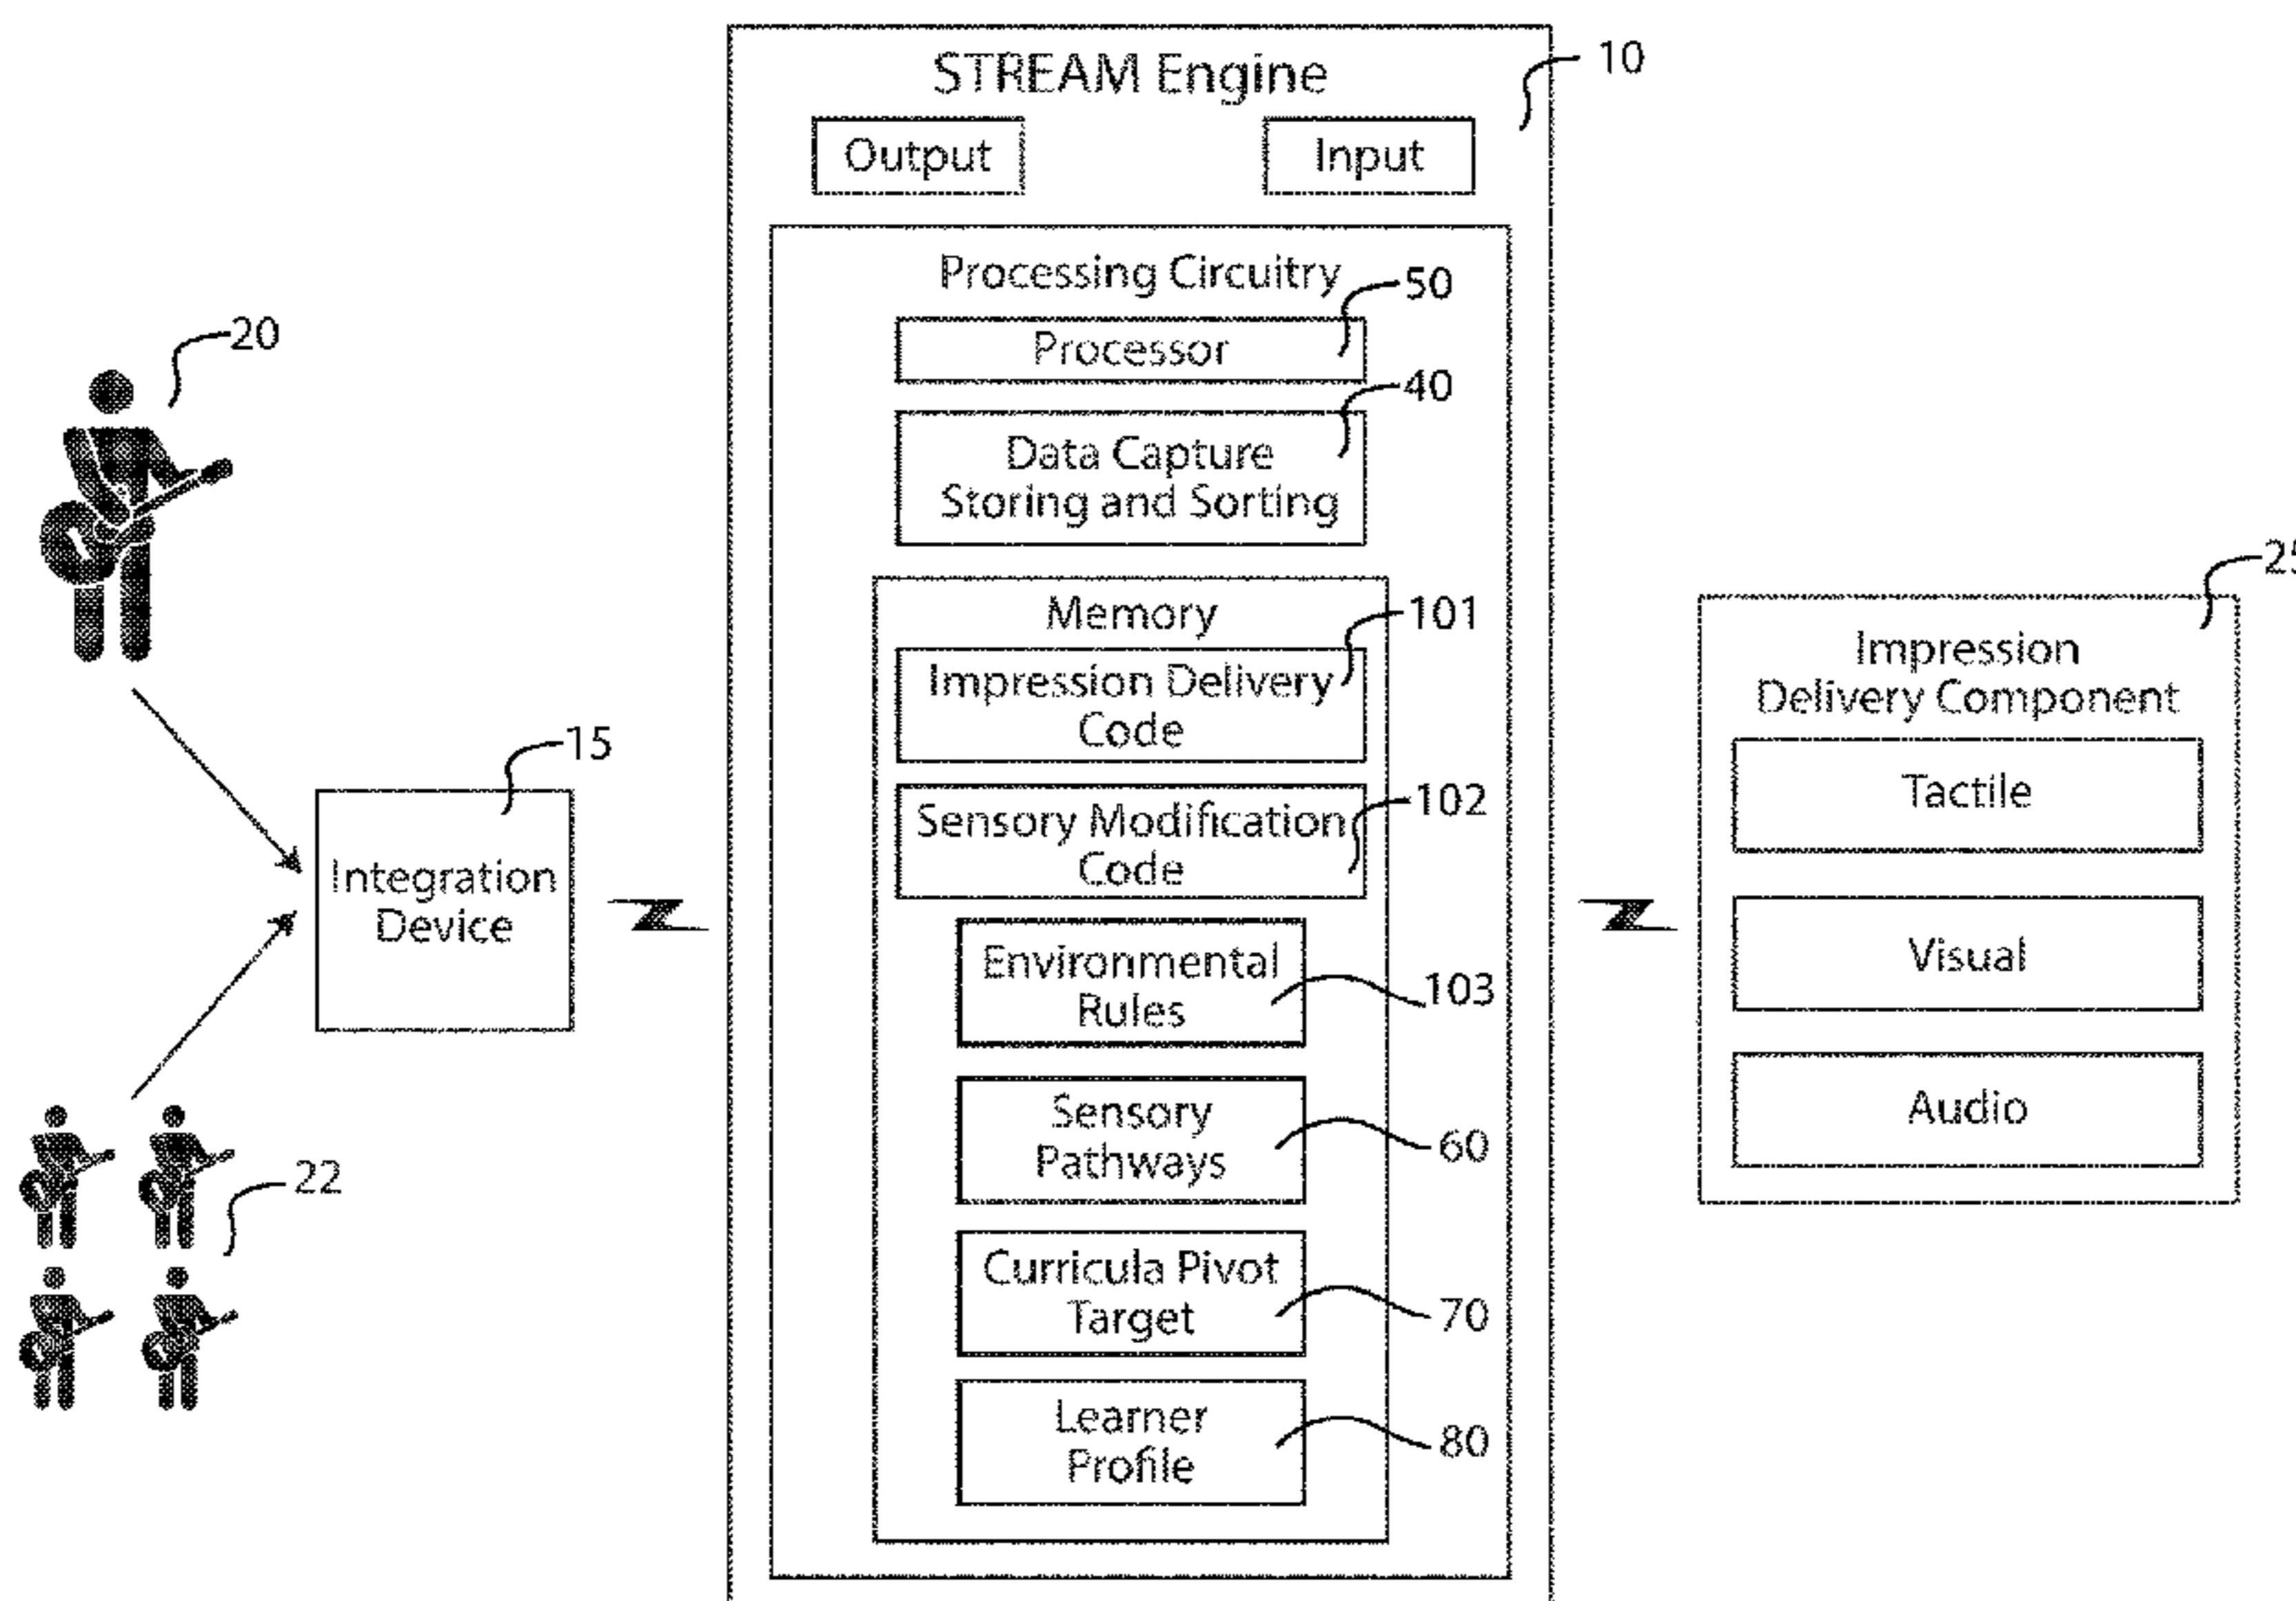 STREAM Engine
10
Output
Input
Processing Circuitry
50
Processor
40
Data Capture
Storing and Sorting
Memory
101
Impression Delivery
Code
102
Sensory Modification
Code
Environmental
Rules
103
Sensory
Pathways
60
Curricula Pivot
Target
70
Learner
Profile
80
20
15
Integration
Device
22
25
Impression
Delivery Component
Tactile
Visual
Audio